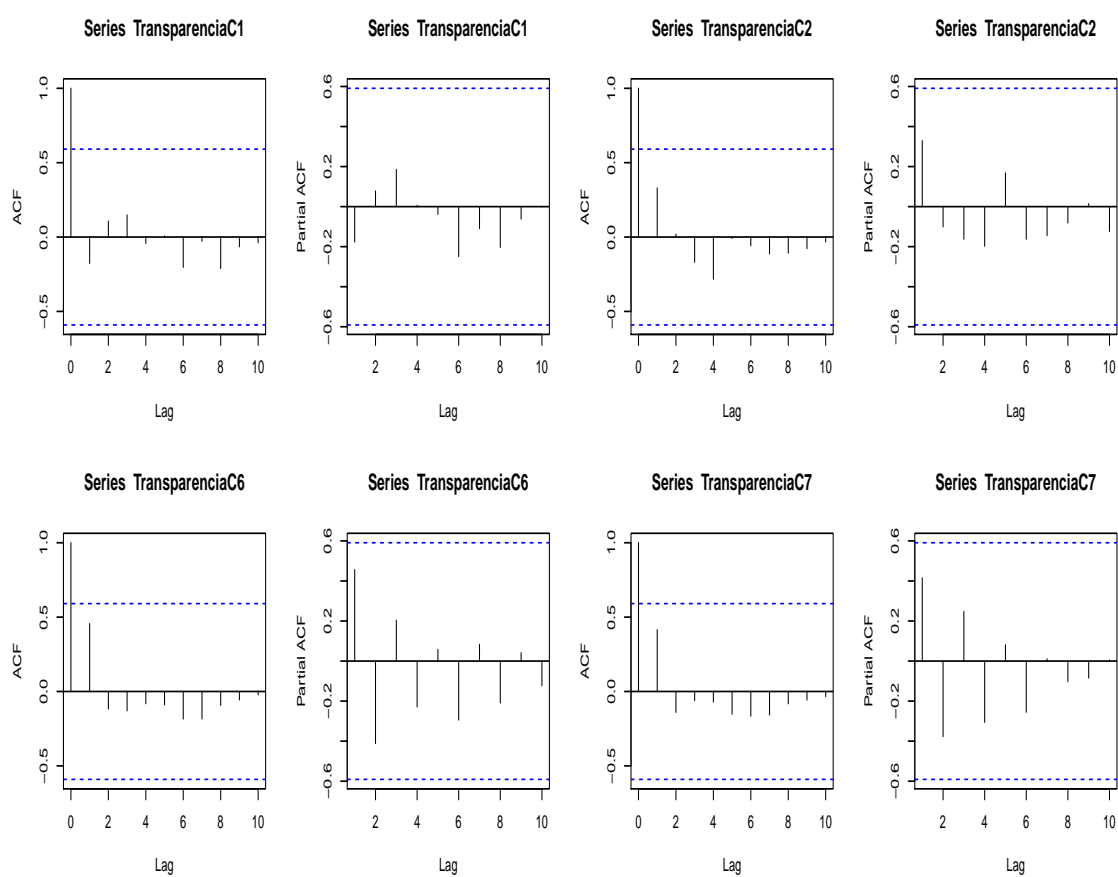 Series TransparenciaC1
ACF
1.0
0.5
0.0
−0.5
0 2 4 6 8 10
Lag
Series TransparenciaC1
Partial ACF
0.6
0.2
−0.2
−0.6
2 4 6 8 10
Lag
Series TransparenciaC2
ACF
1.0
0.5
0.0
−0.5
0 2 4 6 8 10
Lag
Series TransparenciaC2
Partial ACF
0.6
0.2
−0.2
−0.6
2 4 6 8 10
Lag
Series TransparenciaC6
ACF
1.0
0.5
0.0
−0.5
0 2 4 6 8 10
Lag
Series TransparenciaC6
Partial ACF
0.6
0.2
−0.2
−0.6
2 4 6 8 10
Lag
Series TransparenciaC7
ACF
1.0
0.5
0.0
−0.5
0 2 4 6 8 10
Lag
Series TransparenciaC7
Partial ACF
0.6
0.2
−0.2
−0.6
2 4 6 8 10
Lag